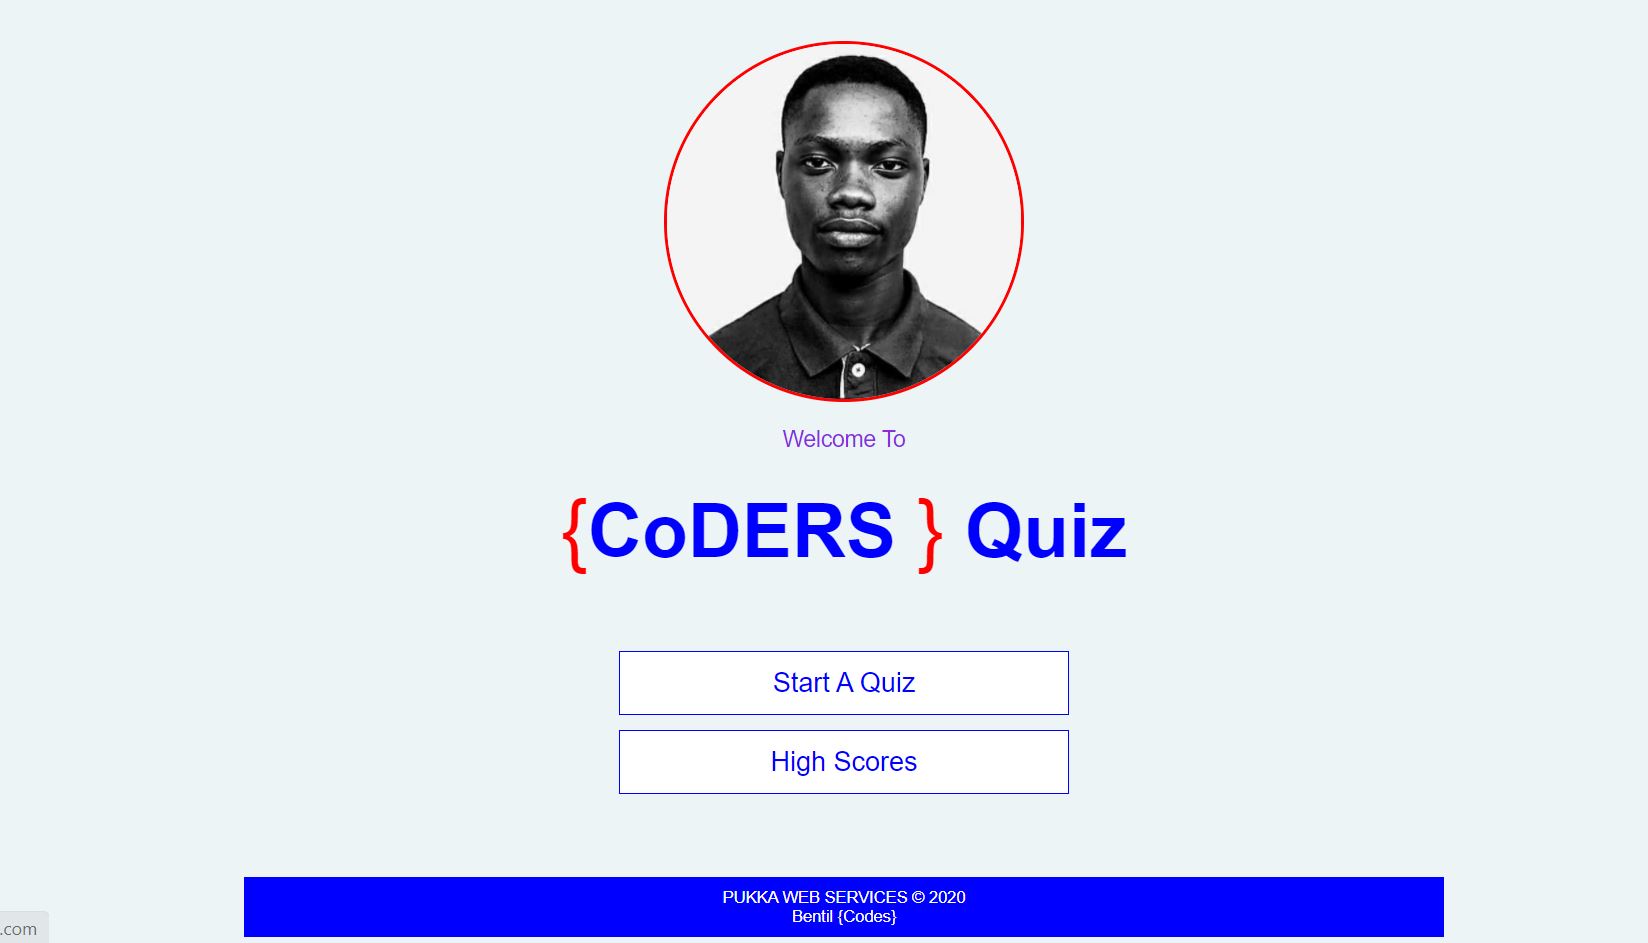 Welcome To
{CoDERS } Quiz
Start A Quiz
High Scores
PUKKA WEB SERVICES © 2020
Bentil {Codes}
.com